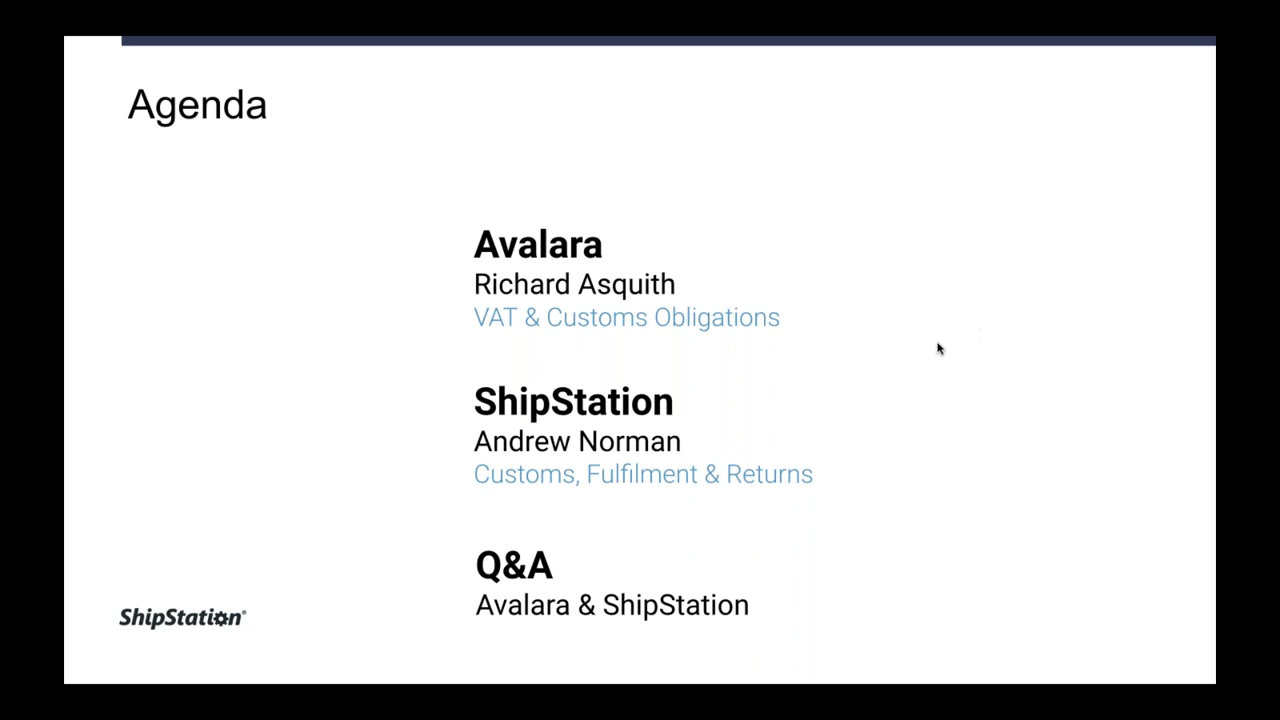 Agenda
Avalara
Richard Asquith
VAT & Customs Obligations
ShipStation
Andrew Norman
Customs, Fulfilment & Returns
Q&A
Avalara & ShipStation
ShipStation®